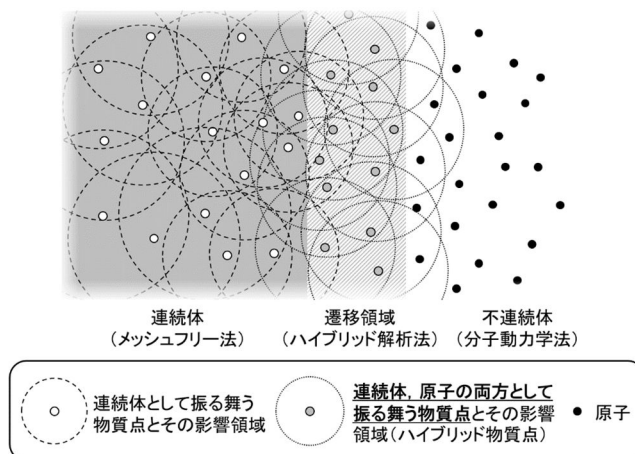 連続体
(メッシュフリー法)
遷移領域
(ハイブリッド解析法)
不連続体
(分子動力学法)
連続体として振る舞う
物質点とその影響領域
連続体,原子の両方として
振る舞う物質点とその影響
領域(ハイブリッド物質点)
原子